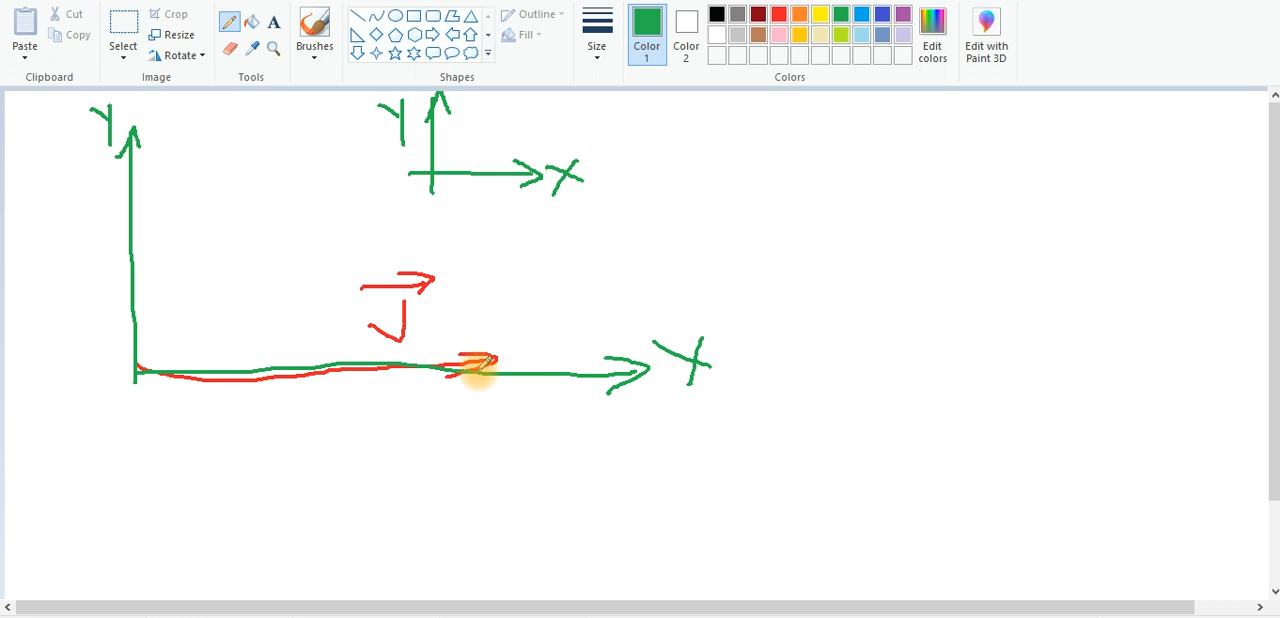 Paste
Cut
Copy
Clipboard
Select
Crop
Resize
Rotate
Image
A
Tools
Brushes
Outline
Fill
Shapes
Size
Color 1
Color 2
Edit colors
Colors
Edit with Paint 3D
Y
Y
X
J
X